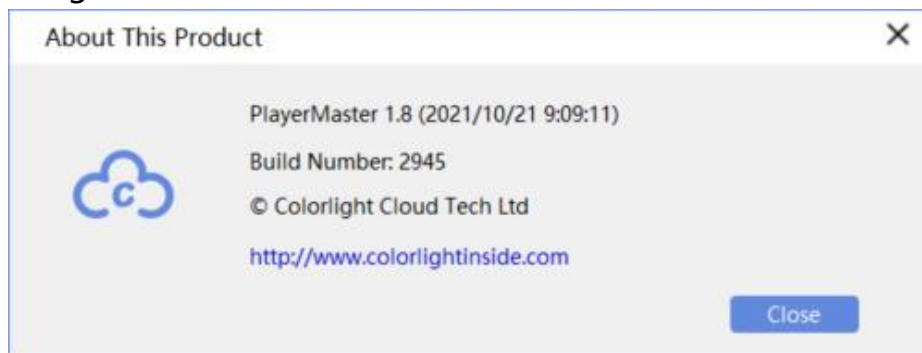 About This Product
PlayerMaster 1.8 (2021/10/21 9:09:11)
Build Number: 2945
c
© Colorlight Cloud Tech Ltd
http://www.colorlightinside.com
Close